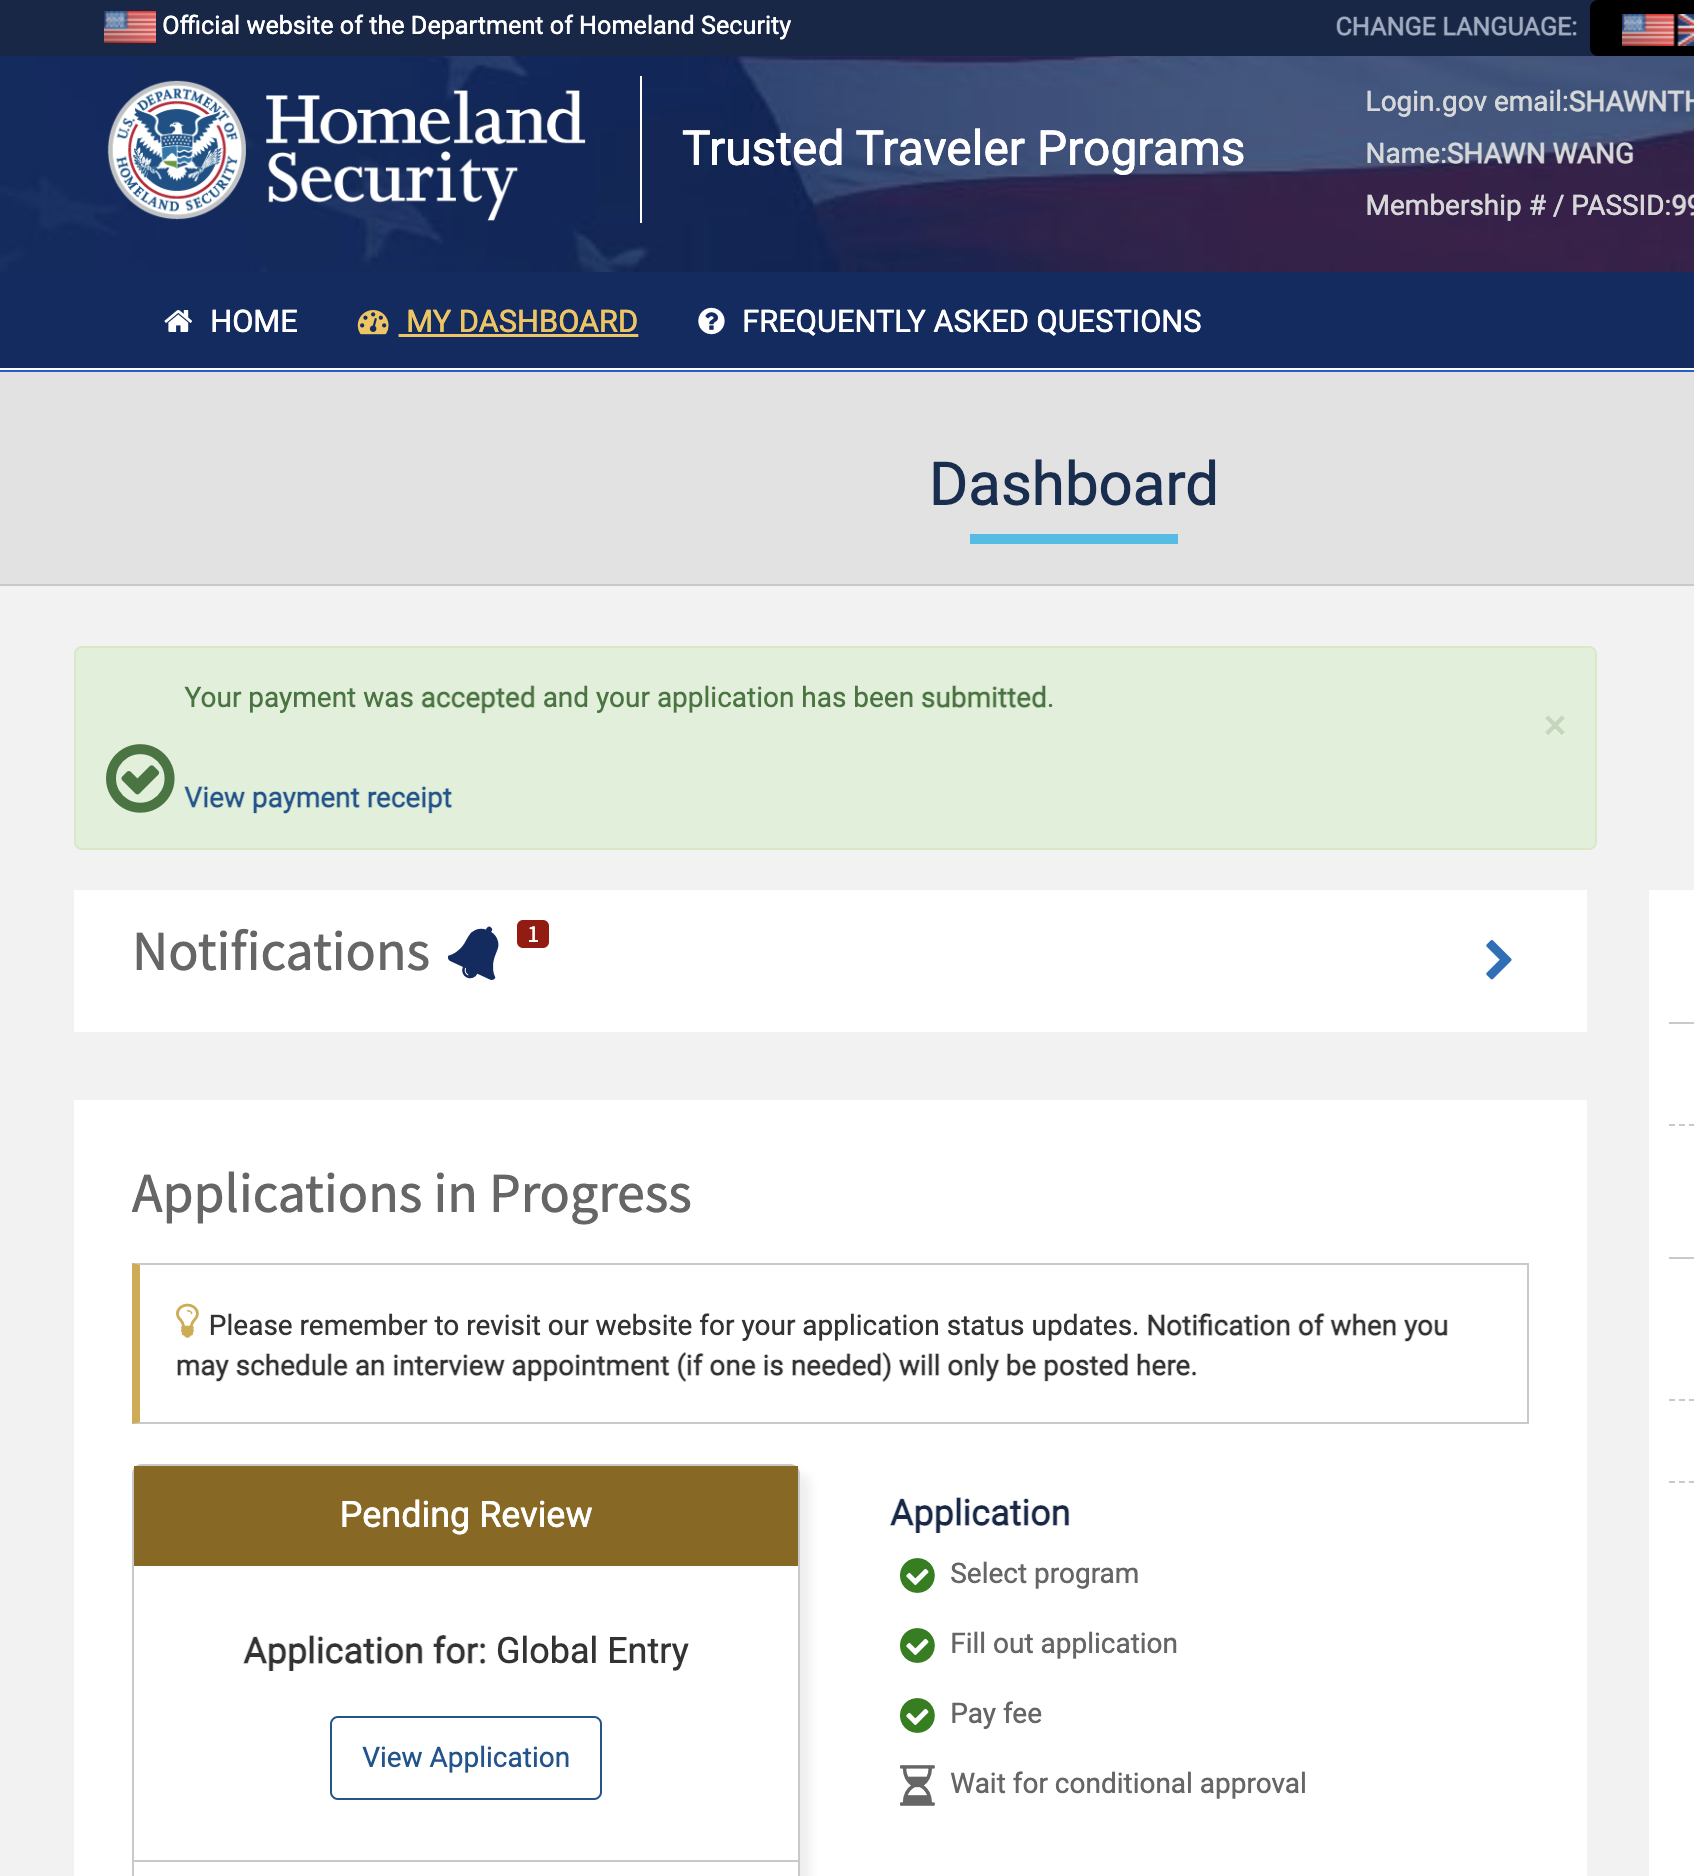 Official website of the Department of Homeland Security
CHANGE LANGUAGE:
U.S. DEPARTMENT OF HOMELAND SECURITY
Homeland
Security
Trusted Traveler Programs
Login.gov email:SHAWNTH
Name:SHAWN WANG
Membership # / PASSID:99
HOME
MY DASHBOARD
FREQUENTLY ASKED QUESTIONS
Dashboard
Your payment was accepted and your application has been submitted.
×
View payment receipt
Notifications 1
Applications in Progress
Please remember to revisit our website for your application status updates. Notification of when you
may schedule an interview appointment (if one is needed) will only be posted here.
Pending Review
Application for: Global Entry
View Application
Application
Select program
Fill out application
Pay fee
Wait for conditional approval